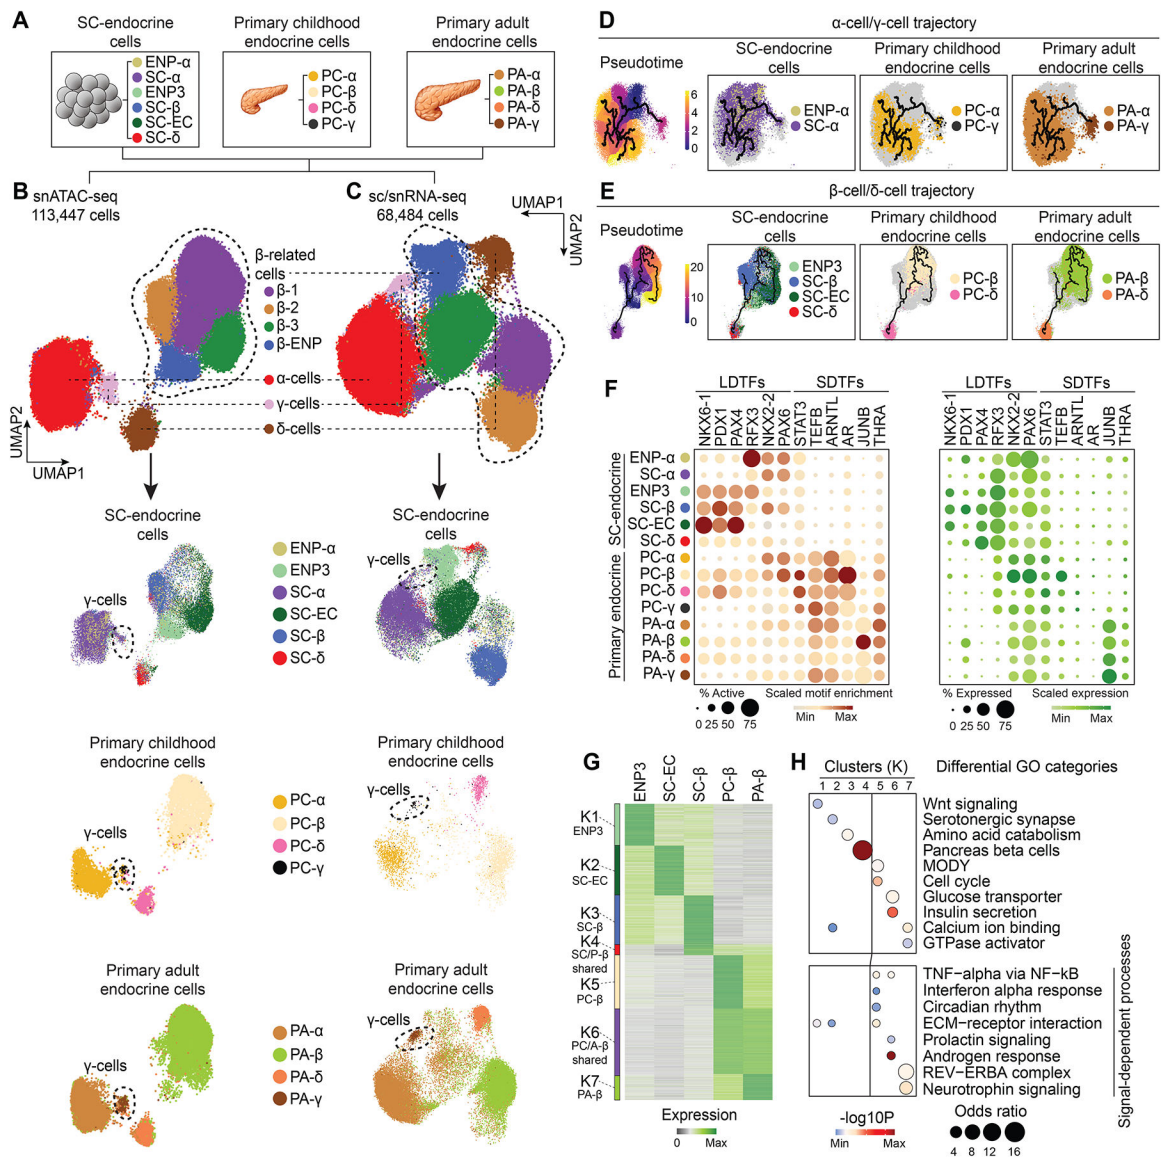 A
SC-endocrine
cells
ENP-α
SC-α
ENP3
SC-β
SC-EC
SC-δ
Primary childhood
endocrine cells
PC-α
PC-β
PC-δ
PC-γ
Primary adult
endocrine cells
PA-α
PA-β
PA-δ
PA-γ
B
snATAC-seq
113,447 cells
C
sc/snRNA-seq
68,484 cells
UMAP1
UMAP2
β-related
cells
β-1
β-2
β-3
β-ENP
α-cells
γ-cells
δ-cells
UMAP2
UMAP1
SC-endocrine
cells
γ-cells
ENP-α
ENP3
SC-α
SC-EC
SC-β
SC-δ
SC-endocrine
cells
γ-cells
Primary childhood
endocrine cells
γ-cells
PC-α
PC-β
PC-δ
PC-γ
Primary childhood
endocrine cells
γ-cells
Primary adult
endocrine cells
γ-cells
PA-α
PA-β
PA-δ
PA-γ
Primary adult
endocrine cells
γ-cells
D
α-cell/γ-cell trajectory
Pseudotime
6
4
2
0
SC-endocrine
cells
ENP-α
SC-α
Primary childhood
endocrine cells
PC-α
PC-γ
Primary adult
endocrine cells
PA-α
PA-γ
E
β-cell/δ-cell trajectory
Pseudotime
20
10
0
SC-endocrine
cells
ENP3
SC-β
SC-EC
SC-δ
Primary childhood
endocrine cells
PC-β
PC-δ
Primary adult
endocrine cells
PA-β
PA-δ
F
LDTFs
SDTFs
NKX6-1
PDX1
PAX4
RFX3
NKX2-2
PAX6
STAT3
TEFB
ARNTL
AR
JUNB
THRA
LDTFs
SDTFs
NKX6-1
PDX1
PAX4
RFX3
NKX2-2
PAX6
STAT3
TEFB
ARNTL
AR
JUNB
THRA
SC-endocrine
ENP-α
SC-α
ENP3
SC-β
SC-EC
SC-δ
Primary endocrine
PC-α
PC-β
PC-δ
PC-γ
PA-α
PA-β
PA-δ
PA-γ
% Active
0 25 50 75
Scaled motif enrichment
Min Max
% Expressed
0 25 50 75
Scaled expression
Min Max
G
ENP3
SC-EC
SC-β
PC-β
PA-β
K1
ENP3
K2
SC-EC
K3
SC-β
K4
SC/P-β
shared
K5
PC-β
K6
PC/A-β
shared
K7
PA-β
Expression
0 Max
H
Clusters (K)
1 2 3 4 5 6 7
Differential GO categories
Wnt signaling
Serotonergic synapse
Amino acid catabolism
Pancreas beta cells
MODY
Cell cycle
Glucose transporter
Insulin secretion
Calcium ion binding
GTPase activator
TNF−alpha via NF−kB
Interferon alpha response
Circadian rhythm
ECM−receptor interaction
Prolactin signaling
Androgen response
REV−ERBA complex
Neurotrophin signaling
Signal-dependent processes
-log10P
Min Max
Odds ratio
4 8 12 16